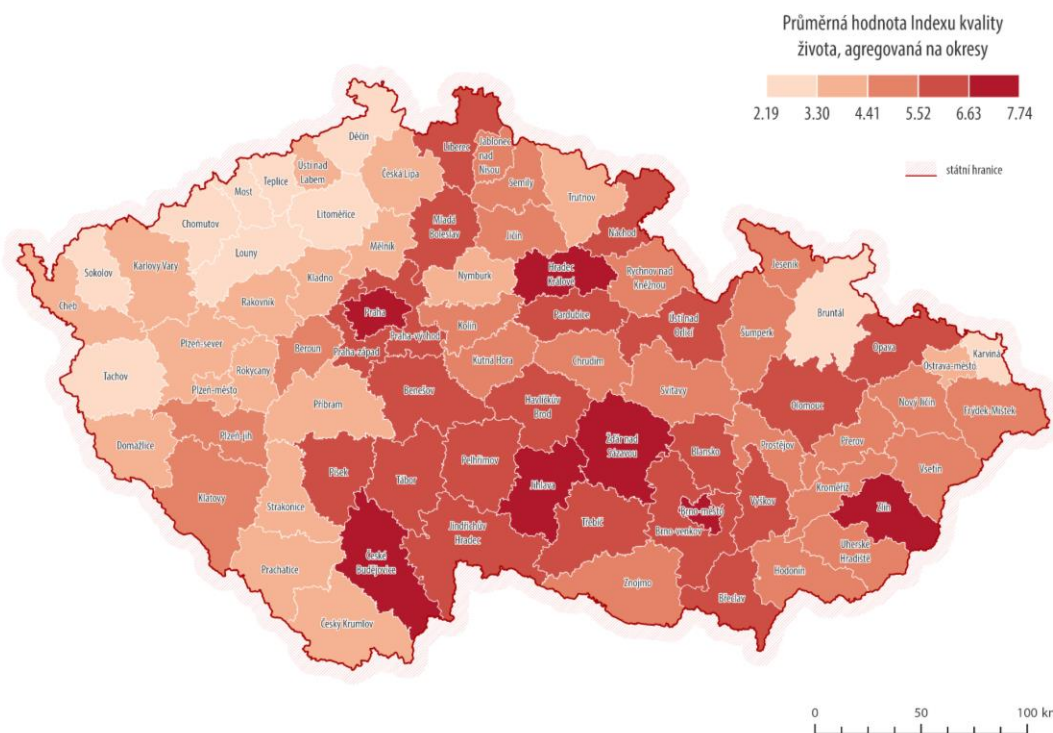 Průměrná hodnota Indexu kvality
života, agregovaná na okresy
2.19 3.30 4.41 5.52 6.63 7.74
státní hranice
Děčín
Liberec
Jablonec
nad
Nisou
Ústí nad
Labem
Teplice
Česká Lípa
Semily
Most
Trutnov
Chomutov
Litoměřice
Mladá
Boleslav
Jičín
Náchod
Mělník
Louny
Sokolov
Karlovy Vary
Hradec
Králové
Jeseník
Nymburk
Kladno
Rychnov nad
Kněžnou
Cheb
Rakovník
Praha
Bruntál
Pardubice
Ústí nad
Orlicí
Kolín
Praha-východ
Šumperk
Plzeň-sever
Beroun
Praha-západ
Opava
Karviná
Kutná Hora
Chrudim
Ostrava-město
Rokycany
Tachov
Plzeň-město
Benešov
Svitavy
Příbram
Havlíčkův
Brod
Olomouc
Nový Jičín
Frýdek-Místek
Domažlice
Plzeň-jih
Žďár nad
Sázavou
Prostějov
Přerov
Blansko
Pelhřimov
Vsetín
Písek
Tábor
Jihlava
Kroměříž
Klatovy
Strakonice
Vyškov
Zlín
Brno-město
Třebíč
Brno-venkov
Jindřichův
Hradec
Uherské
Hradiště
České
Budějovice
Prachatice
Hodonín
Znojmo
Břeclav
Český Krumlov
0 50 100 km